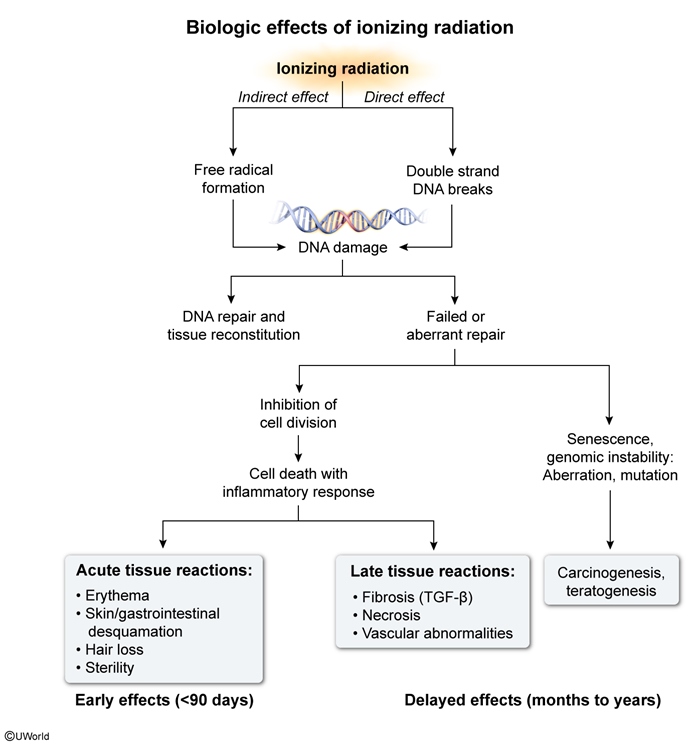 Biologic effects of ionizing radiation
Ionizing radiation
Indirect effect
Direct effect
Free radical
formation
Double strand
DNA breaks
DNA damage
DNA repair and
tissue reconstitution
Failed or
aberrant repair
Inhibition of
cell division
Senescence,
genomic instability:
Aberration, mutation
Cell death with
inflammatory response
Acute tissue reactions:
• Erythema
• Skin/gastrointestinal
desquamation
• Hair loss
• Sterility
Late tissue reactions:
• Fibrosis (TGF-β)
• Necrosis
• Vascular abnormalities
Carcinogenesis,
teratogenesis
Early effects (<90 days)
Delayed effects (months to years)
©UWorld